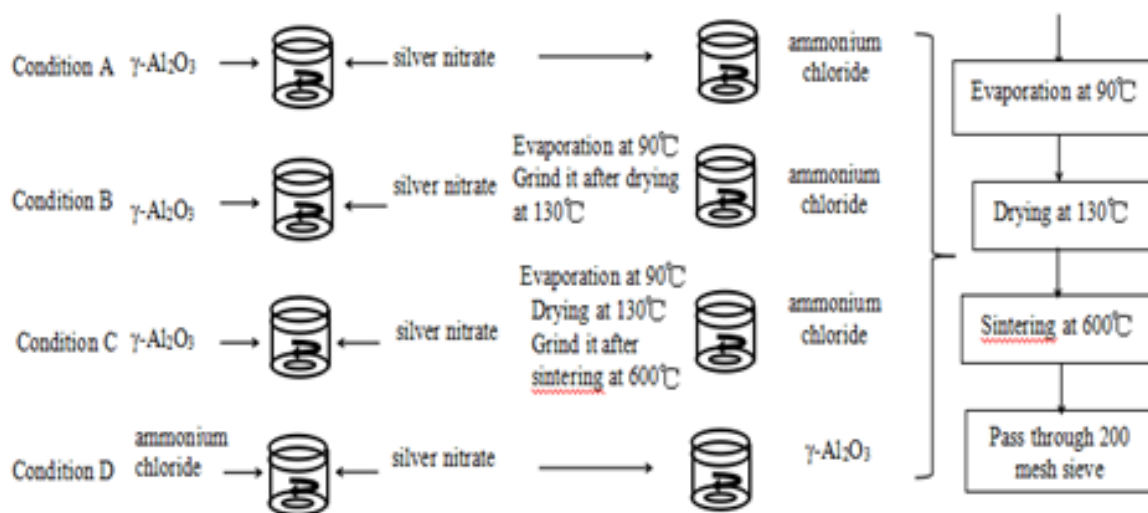 Condition A γ-Al₂O₃ silver nitrate ammonium
chloride
Condition B γ-Al₂O₃ silver nitrate Evaporation at 90℃
Grind it after drying
at 130℃
ammonium
chloride
Condition C γ-Al₂O₃ silver nitrate Evaporation at 90℃
Drying at 130℃
Grind it after
sintering at 600℃
ammonium
chloride
Condition D ammonium
chloride
silver nitrate γ-Al₂O₃
Evaporation at 90℃
Drying at 130℃
Sintering at 600℃
Pass through 200
mesh sieve